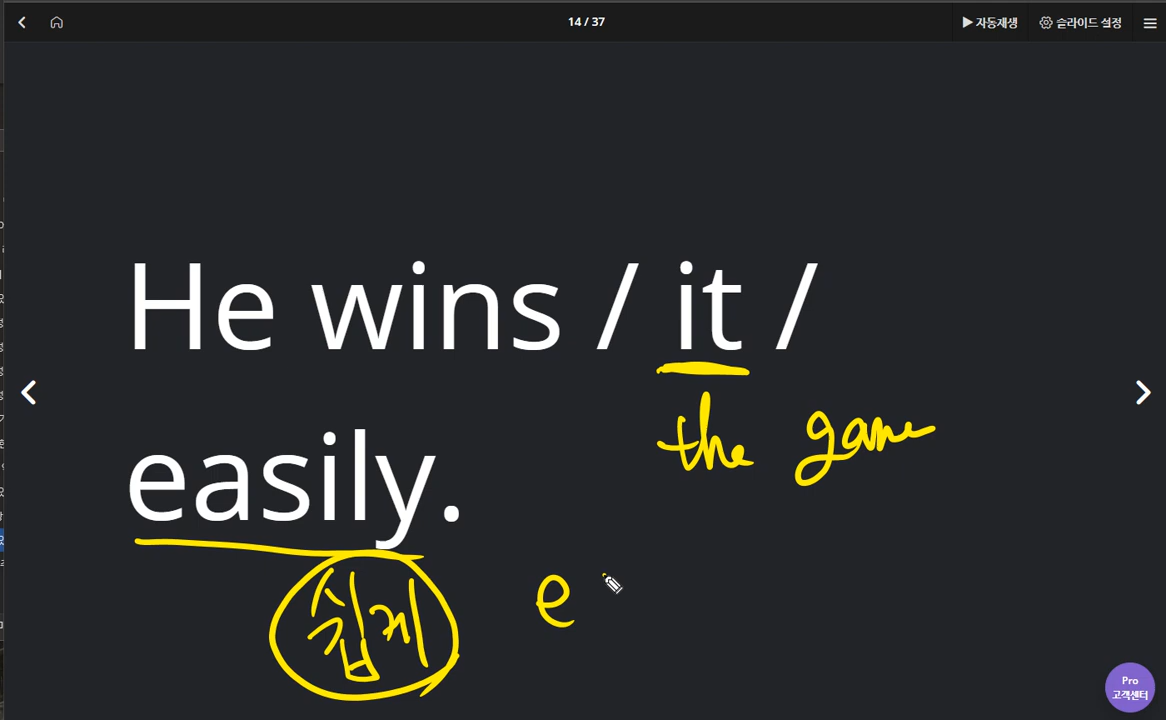 14 / 37
자동재생
슬라이드 설정
He wins / it /
the game
easily.
쉽게
e
Pro
고객센터